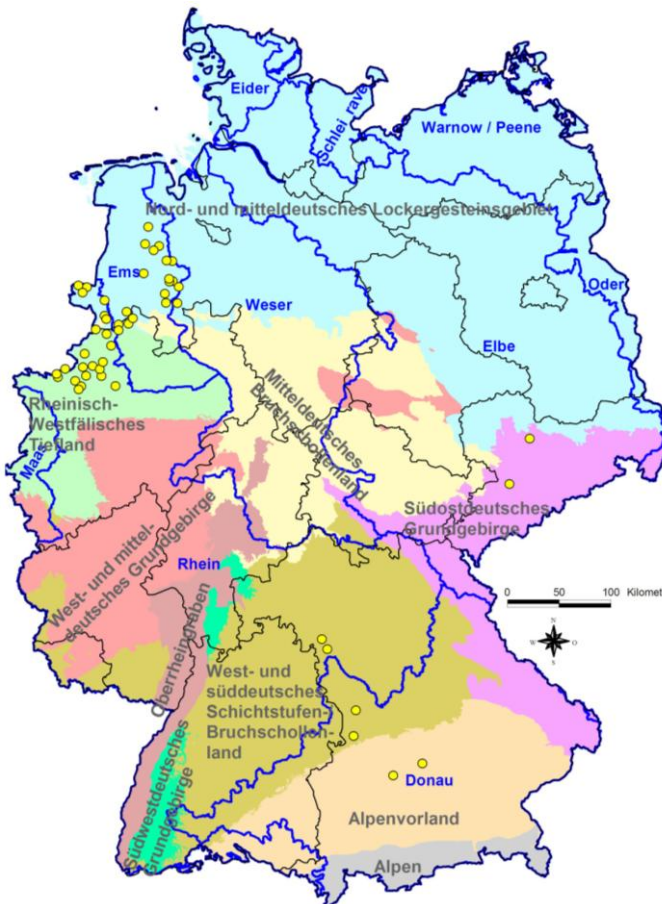 Eider
Schlei
rave
Warnow / Peene
Nord- und mitteldeutsches Lockergesteinsgebiet
Ems
Oder
Weser
Elbe
Mitteldeutsches
Bruchschollenland
Rheinisch-
Westfälisches
Tiefland
Maas
Südostdeutsches
Grundgebirge
West- und mittel-
deutsches Grundgebirge
Rhein
0 50 100 Kilomet
N
W O
S
Oberrheingraben
West- und
süddeutsches
Schichtstufen-
Bruchschollen-
land
Südwestdeutsches
Grundgebirge
Donau
Alpenvorland
Alpen